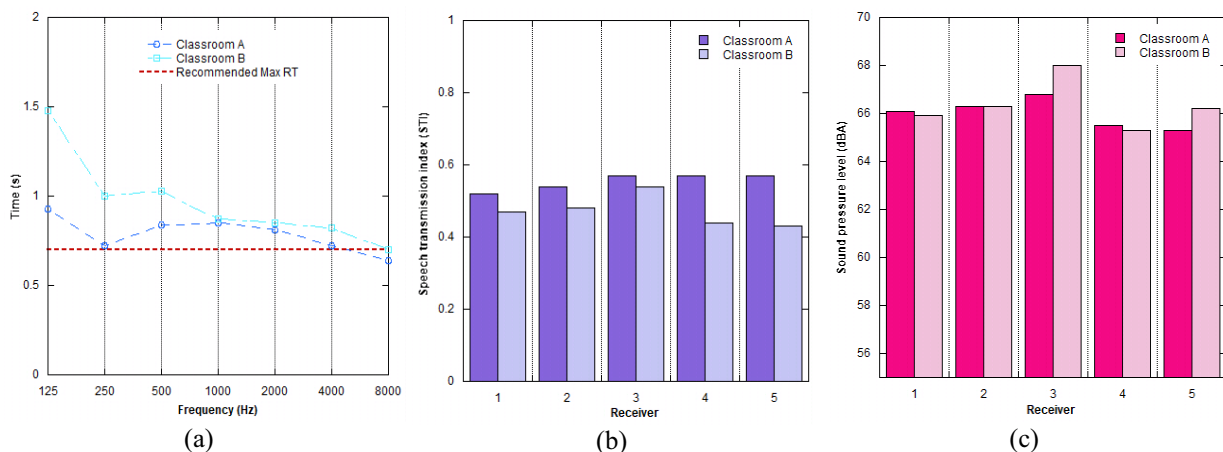 2
1.5
1
0.5
0
Time (s)
Classroom A
Classroom B
Recommended Max RT
125 250 500 1000 2000 4000 8000
Frequency (Hz)
(a)
1
0.8
0.6
0.4
0.2
0
Speech transmission index (STI)
Classroom A
Classroom B
1 2 3 4 5
Receiver
(b)
70
68
66
64
62
60
58
56
Sound pressure level (dBA)
Classroom A
Classroom B
1 2 3 4 5
Receiver
(c)